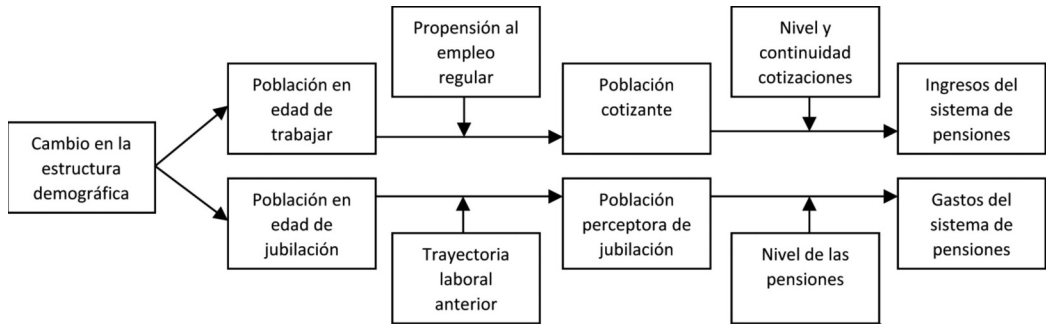 Propensión al
empleo
regular
Nivel y
continuidad
cotizaciones
Población en
edad de
trabajar
Población
cotizante
Ingresos del
sistema de
pensiones
Cambio en la
estructura
demográfica
Población en
edad de
jubilación
Población
perceptora de
jubilación
Gastos del
sistema de
pensiones
Trayectoria
laboral
anterior
Nivel de las
pensiones